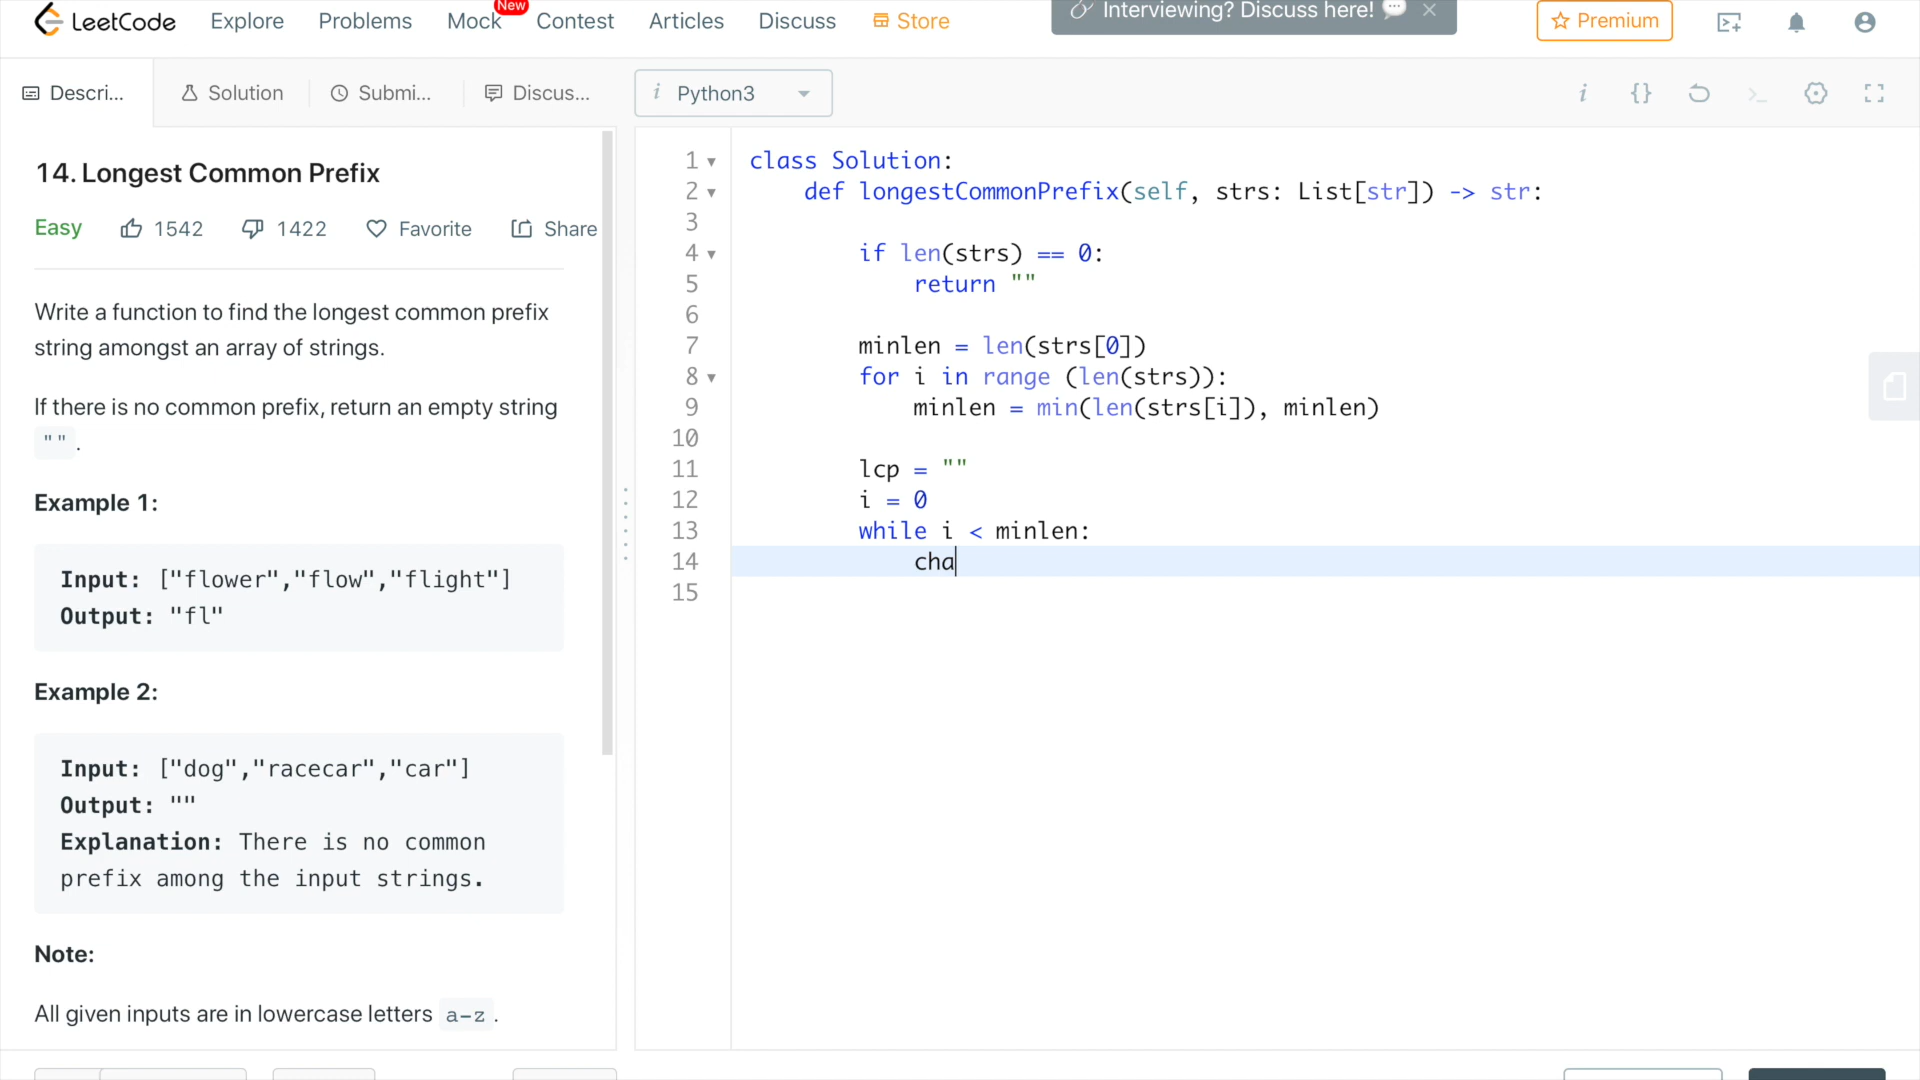 LeetCode Explore Problems Mock New Contest Articles Discuss Store Interviewing? Discuss here! Premium
Descri... Solution Submi... Discus... i Python3
14. Longest Common Prefix
Easy 1542 1422 Favorite Share
Write a function to find the longest common prefix
string amongst an array of strings.
If there is no common prefix, return an empty string
"" .
Example 1:
Input: ["flower","flow","flight"]
Output: "fl"
Example 2:
Input: ["dog","racecar","car"]
Output: ""
Explanation: There is no common
prefix among the input strings.
Note:
All given inputs are in lowercase letters a-z .
1 class Solution:
2 def longestCommonPrefix(self, strs: List[str]) -> str:
3
4 if len(strs) == 0:
5 return ""
6
7 minlen = len(strs[0])
8 for i in range (len(strs)):
9 minlen = min(len(strs[i]), minlen)
10
11 lcp = ""
12 i = 0
13 while i < minlen:
14 cha
15